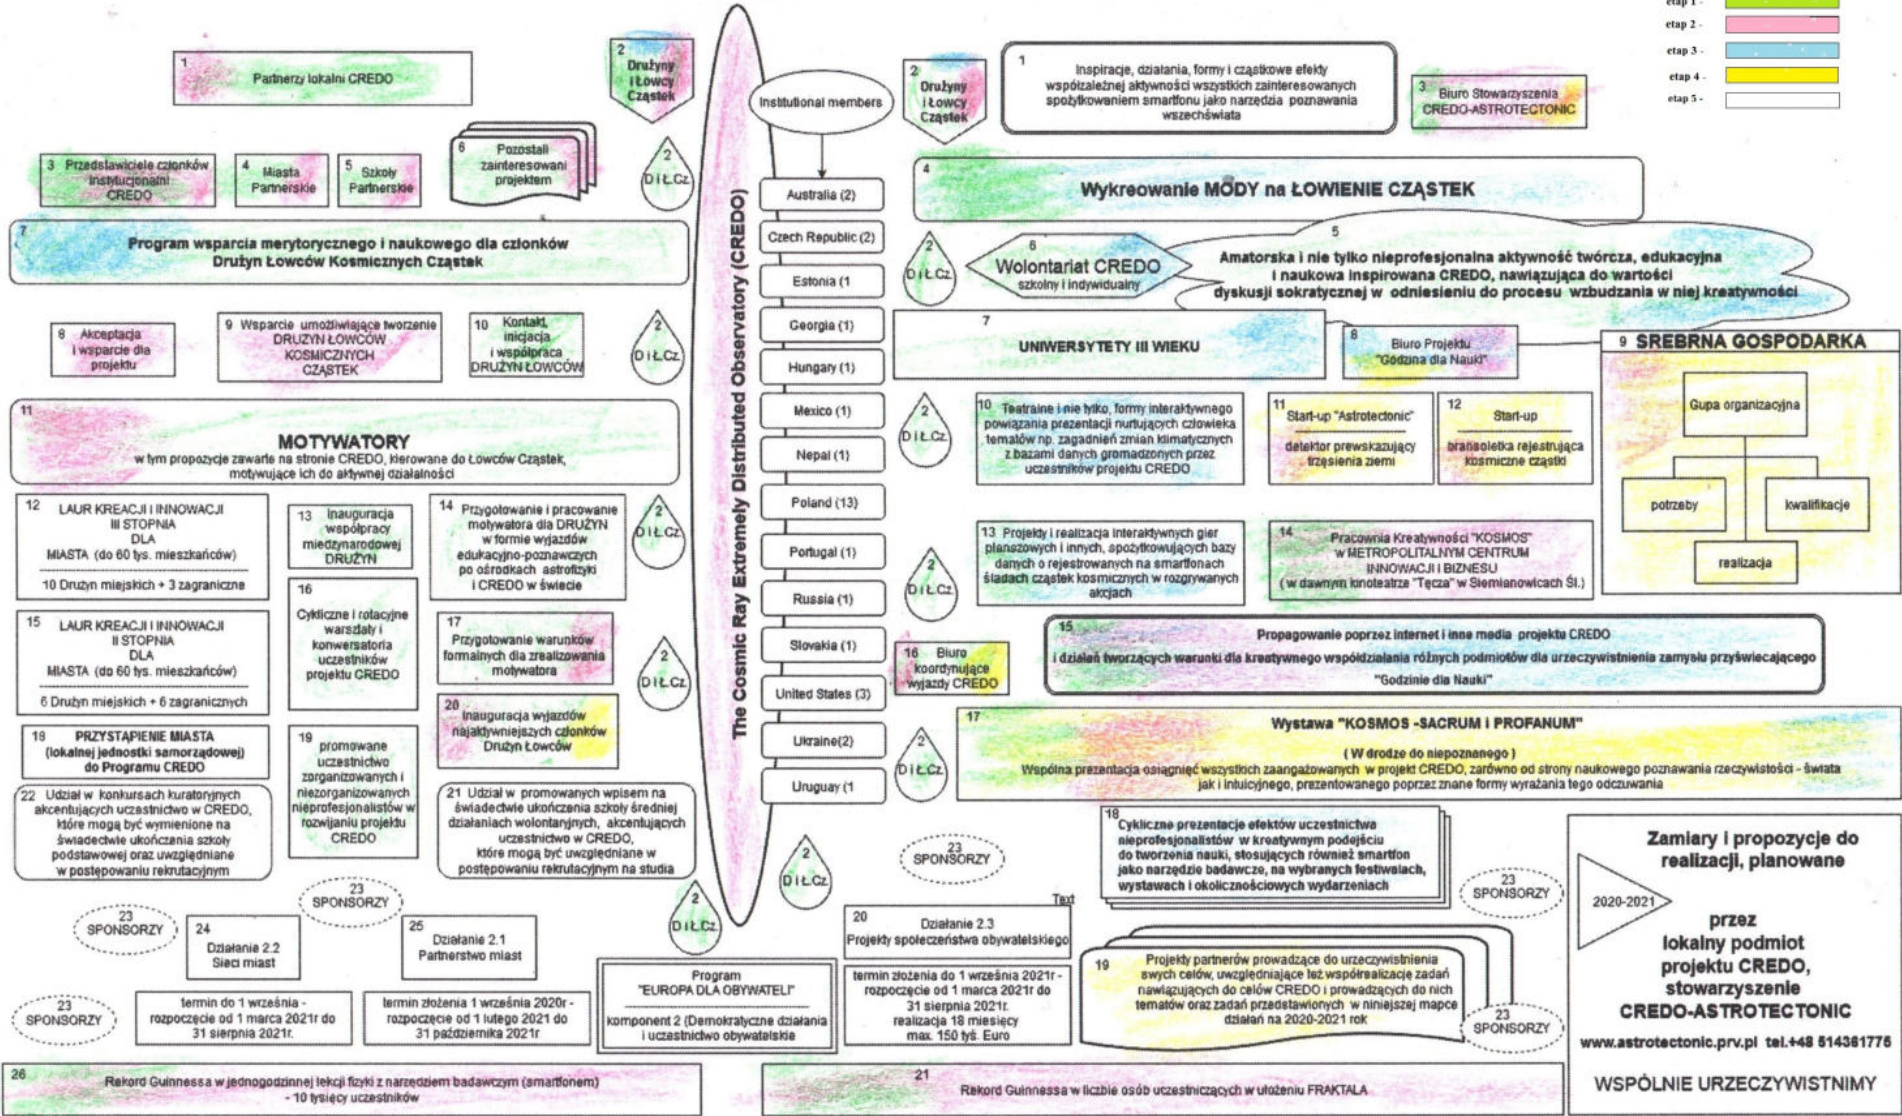 etap 1 -
etap 2 -
etap 3 -
etap 4 -
etap 5 -
1
Partnerzy lokalni CREDO
2
Drużyny
i Łowcy
Cząstek
3 Przedstawiciele członków
instytucjonalni
CREDO
4
Miasta
Partnerskie
5
Szkoły
Partnerskie
6
Pozostali
zainteresowani
projektem
2
DiŁCz
7
Program wsparcia merytorycznego i naukowego dla członków
Drużyn Łowców Kosmicznych Cząstek
8 Akceptacja
i wsparcie dla
projektu
9 Wsparcie umożliwiające tworzenie
DRUŻYN ŁOWCÓW
KOSMICZNYCH
CZĄSTEK
10 Kontakt,
inicjacja
i współpraca
DRUŻYN ŁOWCÓW
2
DiŁCz
11
MOTYWATORY
w tym propozycje zawarte na stronie CREDO, kierowane do Łowców Cząstek,
motywujące ich do aktywnej działalności
12
LAUR KREACJI I INNOWACJI
III STOPNIA
DLA
MIASTA (do 60 tys. mieszkańców)
10 Drużyn miejskich + 3 zagraniczne
13 Inauguracja
współpracy
miedzynarodowej
DRUŻYN
14 Przygotowanie i pracowanie
motywatora dla DRUŻYN
w formie wyjazdów
edukacyjno-poznawczych
po ośrodkach astrofizyki
i CREDO w świecie
2
DiŁCz
15
LAUR KREACJI I INNOWACJI
II STOPNIA
DLA
MIASTA (do 60 tys. mieszkańców)
6 Drużyn miejskich + 6 zagranicznych
16
Cykliczne i rotacyjne
warsztaty i
konwersatoria
uczestników
projektu CREDO
17
Przygotowanie warunków
formalnych dla zrealizowania
motywatora
2
DiŁCz
18 PRZYSTĄPIENIE MIASTA
(lokalnej jednostki samorządowej)
do Programu CREDO
19
promowane
uczestnictwo
zorganizowanych i
niezorganizowanych
nieprofesjonalistów w
rozwijaniu projektu
CREDO
20
Inauguracja wyjazdów
najaktywniejszych członków
Drużyn Łowców
21 Udział w promowanych wpisem na
świadectwie ukończenia szkoły średniej
działaniach wolontaryjnych, akcentujących
uczestnictwo w CREDO,
które mogą być uwzględniane w
postępowaniu rekrutacyjnym na studia
22 Udział w konkursach kuratoryjnych
akcentujących uczestnictwo w CREDO,
które mogą być wymienione na
świadectwie ukończenia szkoły
podstawowej oraz uwzględniane
w postępowaniu rekrutacyjnym
23
SPONSORZY
23
SPONSORZY
23
SPONSORZY
24
Działanie 2.2
Sieci miast
25
Działanie 2.1
Partnerstwo miast
termin do 1 września -
rozpoczęcie od 1 marca 2021r do
31 sierpnia 2021r.
termin złożenia 1 września 2020r -
rozpoczęcie od 1 lutego 2021 do
31 października 2021r
Program
"EUROPA DLA OBYWATELI"
komponent 2 (Demokratyczne działania
i uczestnictwo obywatelskie
26
Rekord Guinnessa w jednogodzinnej lekcji fizyki z narzędziem badawczym (smartfonem)
- 10 tysięcy uczestników
The Cosmic Ray Extremely Distributed Observatory (CREDO)
Institutional members
Australia (2)
Czech Republic (2)
Estonia (1
Georgia (1)
Hungary (1)
Mexico (1)
Nepal (1)
Poland (13)
Portugal (1)
Russia (1)
Slovakia (1)
United States (3)
Ukraine(2)
Uruguay (1
2
DiŁCz
2
DiŁCz
2
Drużyny
i Łowcy
Cząstek
1
Inspiracje, działania, formy i cząstkowe efekty
współzależnej aktywności wszystkich zainteresowanych
spożytkowaniem smartfonu jako narzędzia poznawania
wszechświata
3 Biuro Stowarzyszenia
CREDO-ASTROTECTONIC
4
Wykreowanie MODY na ŁOWIENIE CZĄSTEK
2
DiŁCz
6
Wolontariat CREDO
szkolny i indywidualny
5
Amatorska i nie tylko nieprofesjonalna aktywność twórcza, edukacyjna
i naukowa inspirowana CREDO, nawiązująca do wartości
dyskusji sokratycznej w odniesieniu do procesu wzbudzania w niej kreatywności
7
UNIWERSYTETY III WIEKU
8
Biuro Projektu
"Godzina dla Nauki"
9 SREBRNA GOSPODARKA
Gupa organizacyjna
potrzeby
kwalifikacje
realizacja
2
DiŁCz
10 Teatralne i nie tylko, formy interaktywnego
powiązania prezentacji nurtujących człowieka
tematów np. zagadnień zmian klimatycznych
z bazami danych gromadzonych przez
uczestników projektu CREDO
11
Start-up "Astrotectonic"
detektor prewskazujący
trzęsienia ziemi
12
Start-up
bransoletka rejestrująca
kosmiczne cząstki
2
DiŁCz
13 Projekty i realizacja interaktywnych gier
planszowych i innych, spożytkowujących bazy
danych o rejestrowanych na smartfonach
śladach cząstek kosmicznych w rozgrywanych
akcjach
14
Pracownia Kreatywności "KOSMOS"
w METROPOLITALNYM CENTRUM
INNOWACJI I BIZNESU
( w dawnym kinoteatrze "Tęcza" w Siemianowicach Śl.)
15
Propagowanie poprzez internet i inne media projektu CREDO
i działań tworzących warunki dla kreatywnego współdziałania różnych podmiotów dla urzeczywistnienia zamysłu przyświecającego
"Godzinie dla Nauki"
16 Biuro
koordynujące
wyjazdy CREDO
17
Wystawa "KOSMOS -SACRUM i PROFANUM"
( W drodze do niepoznanego )
Wspólna prezentacja osiągnięć wszystkich zaangażowanych w projekt CREDO, zarówno od strony naukowego poznawania rzeczywistości - świata
jak i intuicyjnego, prezentowanego poprzez znane formy wyrażania tego odczuwania
2
DiŁCz
18
Cykliczne prezentacje efektów uczestnictwa
nieprofesjonalistów w kreatywnym podejściu
do tworzenia nauki, stosujących również smartfon
jako narzędzie badawcze, na wybranych festiwalach,
wystawach i okolicznościowych wydarzeniach
23
SPONSORZY
23
SPONSORZY
Text
20
Działanie 2.3
Projekty społeczeństwa obywatelskiego
termin złożenia do 1 września 2021r -
rozpoczęcie od 1 marca 2021r do
31 sierpnia 2021r.
realizacja 18 miesięcy
max. 150 tyś. Euro
19
Projekty partnerów prowadzące do urzeczywistnienia
swych celów, uwzględniające też współrealizację zadań
nawiązujących do celów CREDO i prowadzących do nich
tematów oraz zadań przedstawionych w niniejszej mapce
działań na 2020-2021 rok
23
SPONSORZY
21
Rekord Guinnessa w liczbie osób uczestniczących w ułożeniu FRAKTALA
Zamiary i propozycje do
realizacji, planowane
2020-2021
przez
lokalny podmiot
projektu CREDO,
stowarzyszenie
CREDO-ASTROTECTONIC
www.astrotectonic.prv.pl tel.+48 514361776
WSPÓLNIE URZECZYWISTNIMY